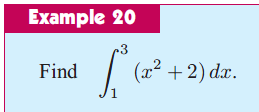 Example 20
Find ∫₁³ (x² + 2) dx.